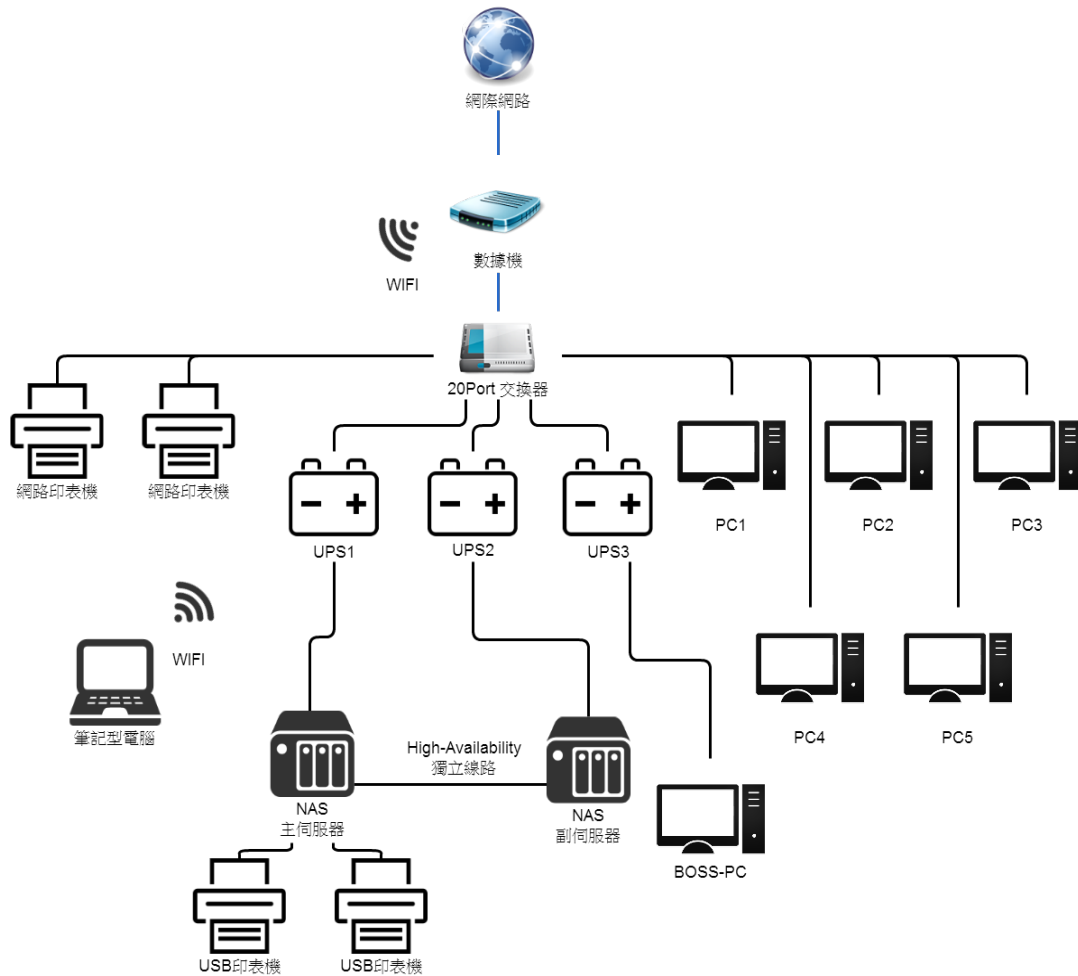 網際網路
數據機
WIFI
20Port 交換器
網路印表機
網路印表機
UPS1
UPS2
UPS3
PC1
PC2
PC3
WIFI
筆記型電腦
PC4
PC5
High-Availability
獨立線路
NAS
主伺服器
NAS
副伺服器
BOSS-PC
USB印表機
USB印表機